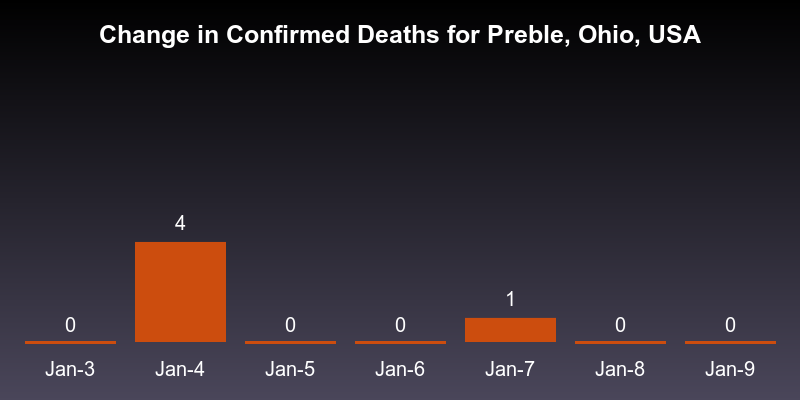 Change in Confirmed Deaths for Preble, Ohio, USA
4
1
0 0 0 0 0
Jan-3 Jan-4 Jan-5 Jan-6 Jan-7 Jan-8 Jan-9